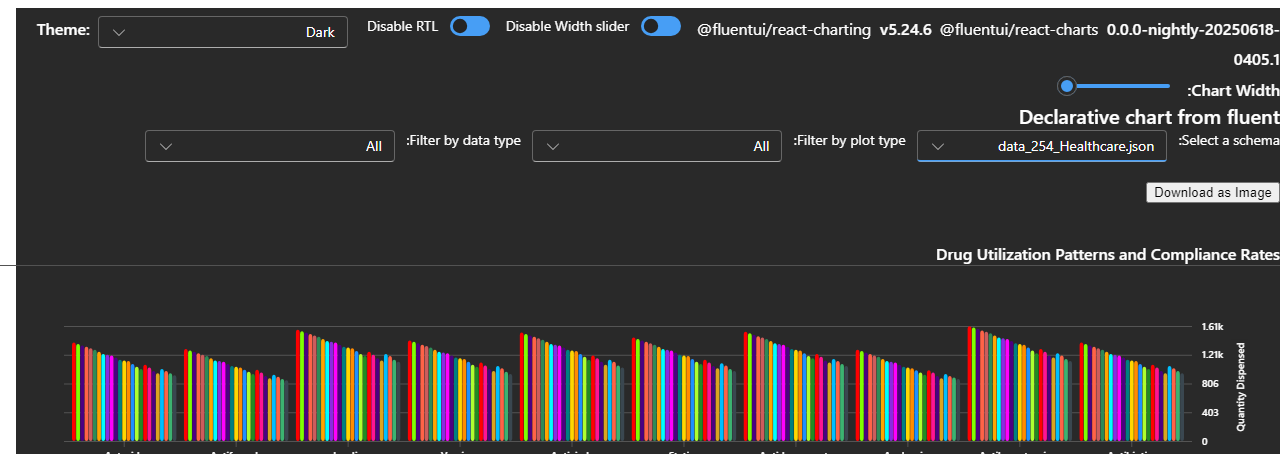 Theme: Dark Disable RTL Disable Width slider @fluentui/react-charting v5.24.6 @fluentui/react-charts 0.0.0-nightly-20250618-
0405.1
:Chart Width
Declarative chart from fluent
:Select a schema data_254_Healthcare.json :Filter by plot type All :Filter by data type All
Download as Image
Drug Utilization Patterns and Compliance Rates
1.61k
1.21k
806
403
0
Quantity Dispensed